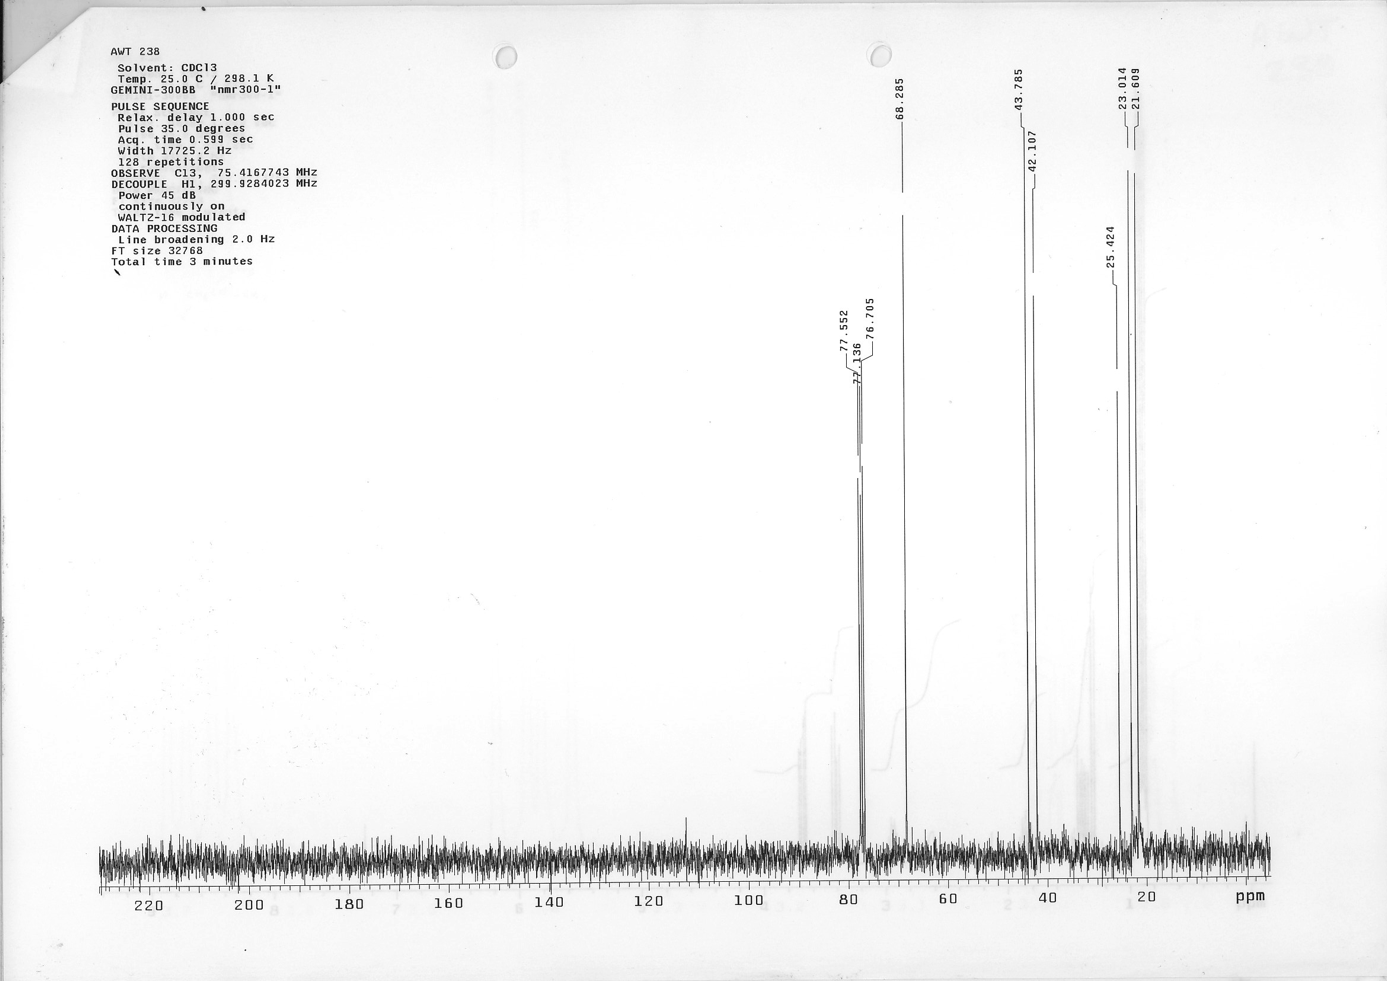 AWT 238
Solvent: CDCl3
Temp. 25.0 C / 298.1 K
GEMINI-300BB "nmr300-1"
PULSE SEQUENCE
Relax. delay 1.000 sec
Pulse 35.0 degrees
Acq. time 0.599 sec
Width 17725.2 Hz
128 repetitions
OBSERVE C13, 75.4167743 MHz
DECOUPLE H1, 299.9284023 MHz
Power 45 dB
continuously on
WALTZ-16 modulated
DATA PROCESSING
Line broadening 2.0 Hz
FT size 32768
Total time 3 minutes
77.552
77.136
76.705
68.285
43.785
42.107
25.424
23.014
21.609
220 200 180 160 140 120 100 80 60 40 20 ppm